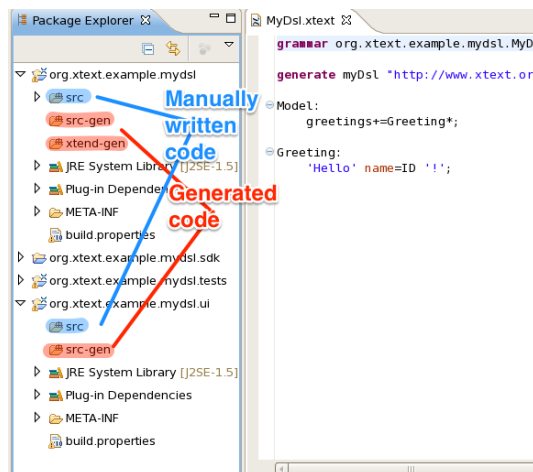 Package Explorer
MyDsl.xtext
org.xtext.example.mydsl
src
src-gen
xtend-gen
JRE System Library [J2SE-1.5]
Plug-in Dependencies
META-INF
build.properties
org.xtext.example.mydsl.sdk
org.xtext.example.mydsl.tests
org.xtext.example.mydsl.ui
src
src-gen
JRE System Library [J2SE-1.5]
Plug-in Dependencies
META-INF
build.properties
Manually
written
code
Generated
code
grammar org.xtext.example.mydsl.MyD
generate myDsl "http://www.xtext.or
Model:
greetings+=Greeting*;
Greeting:
'Hello' name=ID '!';